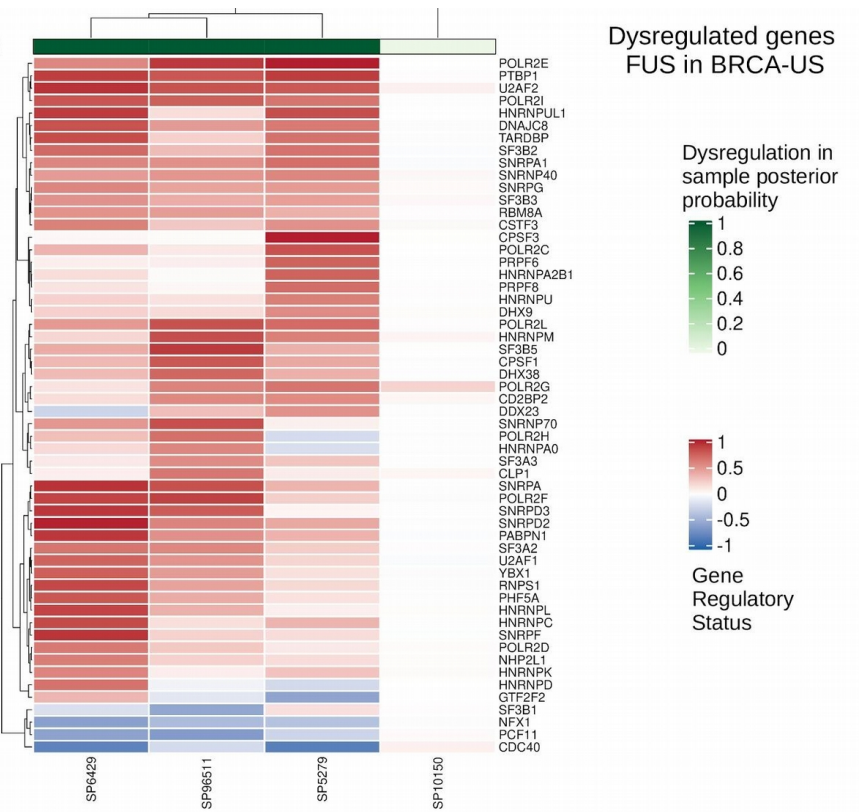 Dysregulated genes
FUS in BRCA-US
POLR2E
PTBP1
U2AF2
POLR2I
HNRNPUL1
DNAJC8
TARDBP
SF3B2
SNRPA1
SNRNP40
SNRPG
SF3B3
RBM8A
CSTF3
CPSF3
POLR2C
PRPF6
HNRNPA2B1
PRPF8
HNRNPU
DHX9
POLR2L
HNRNPM
SF3B5
CPSF1
DHX38
POLR2G
CD2BP2
DDX23
SNRNP70
POLR2H
HNRNPA0
SF3A3
CLP1
SNRPA
POLR2F
SNRPD3
SNRPD2
PABPN1
SF3A2
U2AF1
YBX1
RNPS1
PHF5A
HNRNPL
HNRNPC
SNRPF
POLR2D
NHP2L1
HNRNPK
HNRNPD
GTF2F2
SF3B1
NFX1
PCF11
CDC40
SP6429
SP96511
SP5279
SP10150
Dysregulation in
sample posterior
probability
1
0.8
0.6
0.4
0.2
0
1
0.5
0
-0.5
-1
Gene
Regulatory
Status